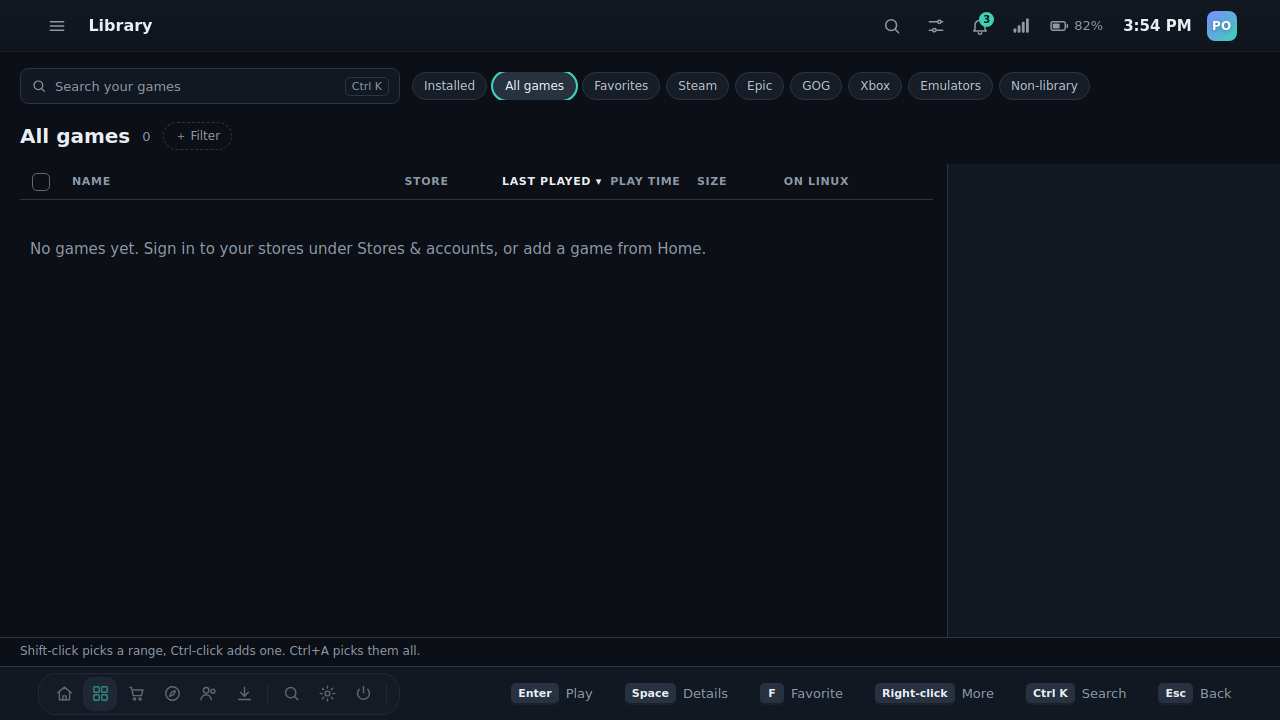 Library
3
82%
3:54 PM
PO
Search your games
Ctrl K
Installed
All games
Favorites
Steam
Epic
GOG
Xbox
Emulators
Non-library
All games
0
+ Filter
NAME
STORE
LAST PLAYED ▾
PLAY TIME
SIZE
ON LINUX
No games yet. Sign in to your stores under Stores & accounts, or add a game from Home.
Shift-click picks a range, Ctrl-click adds one. Ctrl+A picks them all.
Enter Play
Space Details
F Favorite
Right-click More
Ctrl K Search
Esc Back